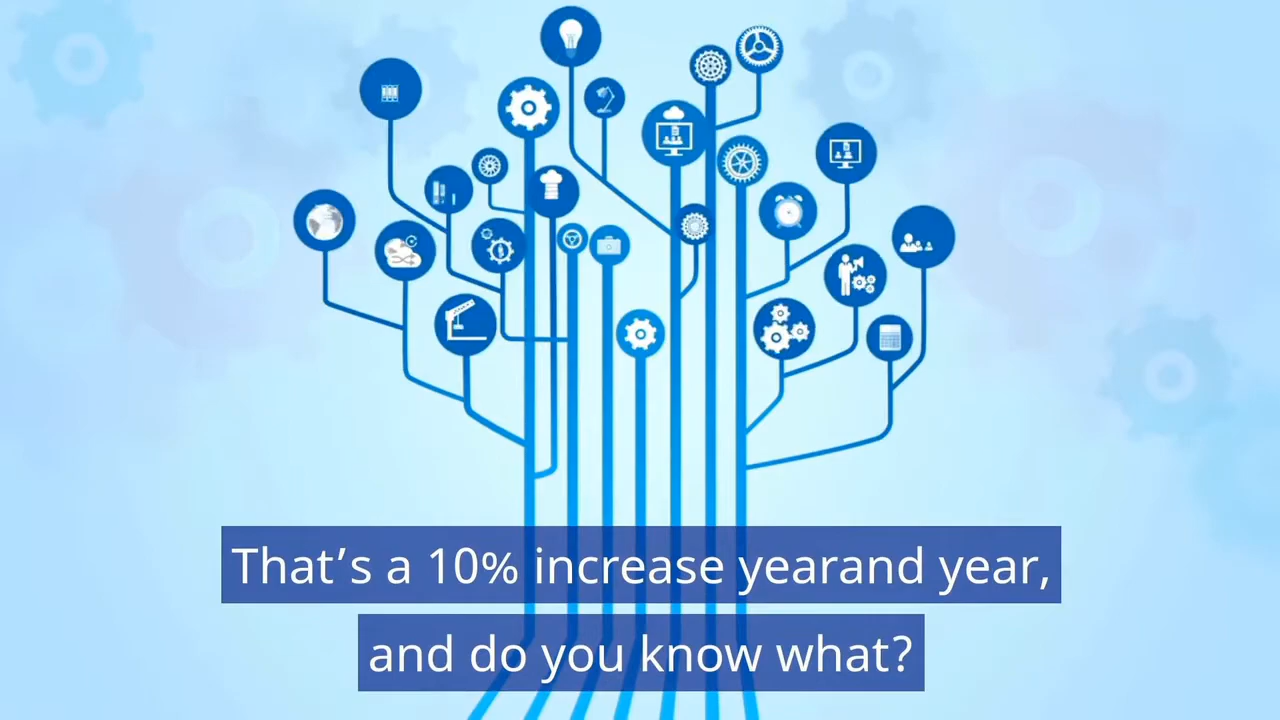 That’s a 10% increase yearand year,
and do you know what?